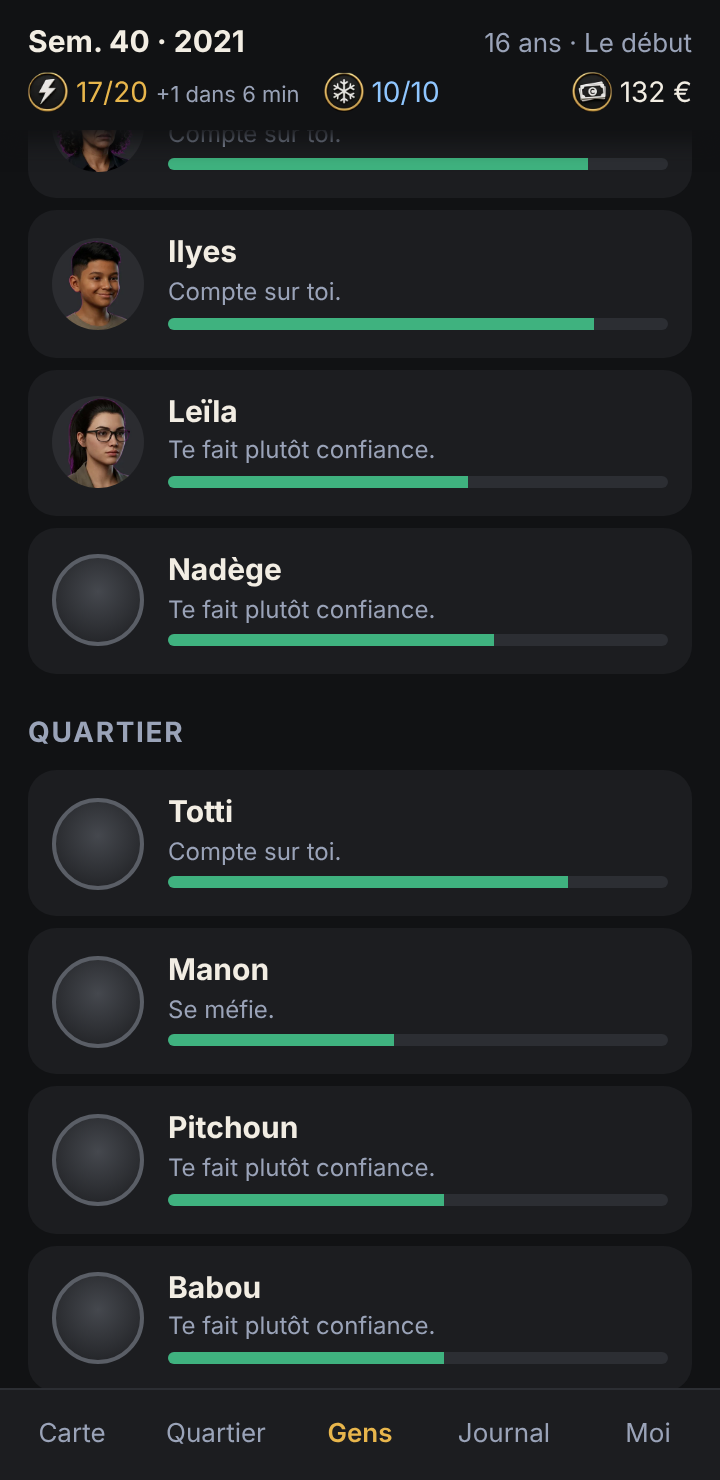 Sem. 40 · 2021
16 ans · Le début
17/20 +1 dans 6 min
10/10
132 €
Compte sur toi.
Ilyes
Compte sur toi.
Leïla
Te fait plutôt confiance.
Nadège
Te fait plutôt confiance.
QUARTIER
Totti
Compte sur toi.
Manon
Se méfie.
Pitchoun
Te fait plutôt confiance.
Babou
Te fait plutôt confiance.
Carte
Quartier
Gens
Journal
Moi